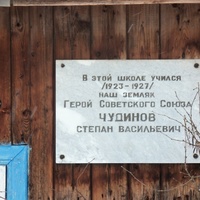 В ЭТОЙ ШКОЛЕ УЧИЛСЯ
/1923-1927/
НАШ ЗЕМЛЯК
ГЕРОЙ СОВЕТСКОГО СОЮЗА
ЧУДИНОВ
СТЕПАН ВАСИЛЬЕВИЧ